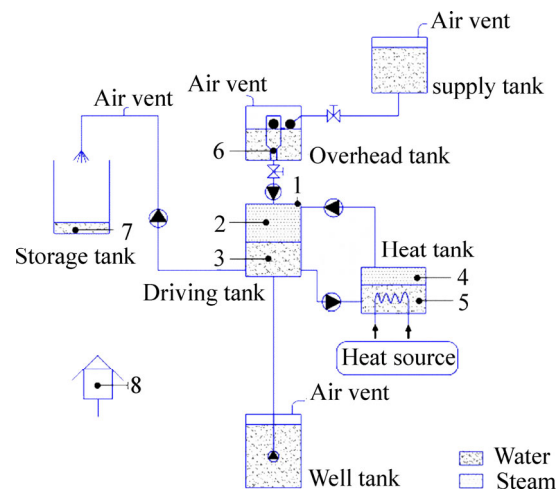 Air vent
Air vent
Air vent
supply tank
6
Overhead tank
1
2
7
3
Storage tank
Heat tank
4
Driving tank
5
Heat source
8
Air vent
Water
Well tank
Steam